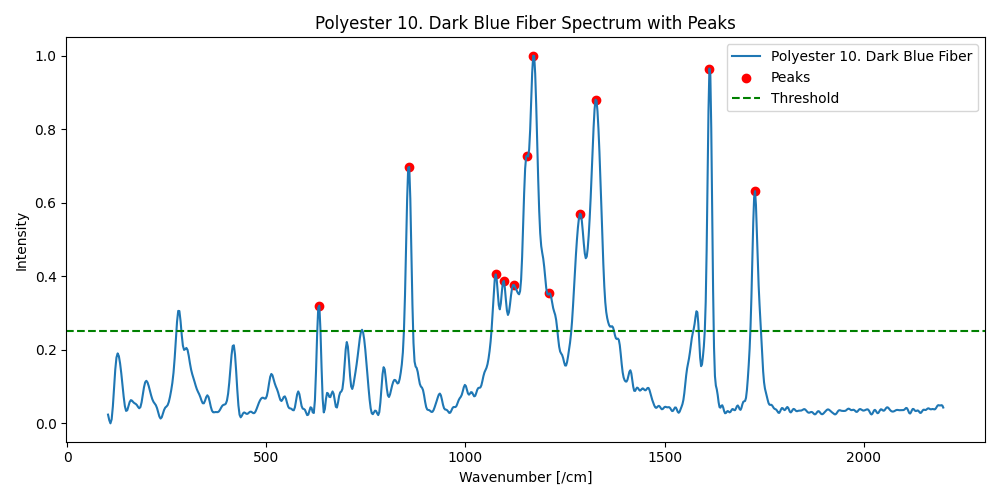 Polyester 10. Dark Blue Fiber Spectrum with Peaks
Polyester 10. Dark Blue Fiber
Peaks
Threshold
1.0
0.8
0.6
0.4
0.2
0.0
Intensity
0 500 1000 1500 2000
Wavenumber [/cm]